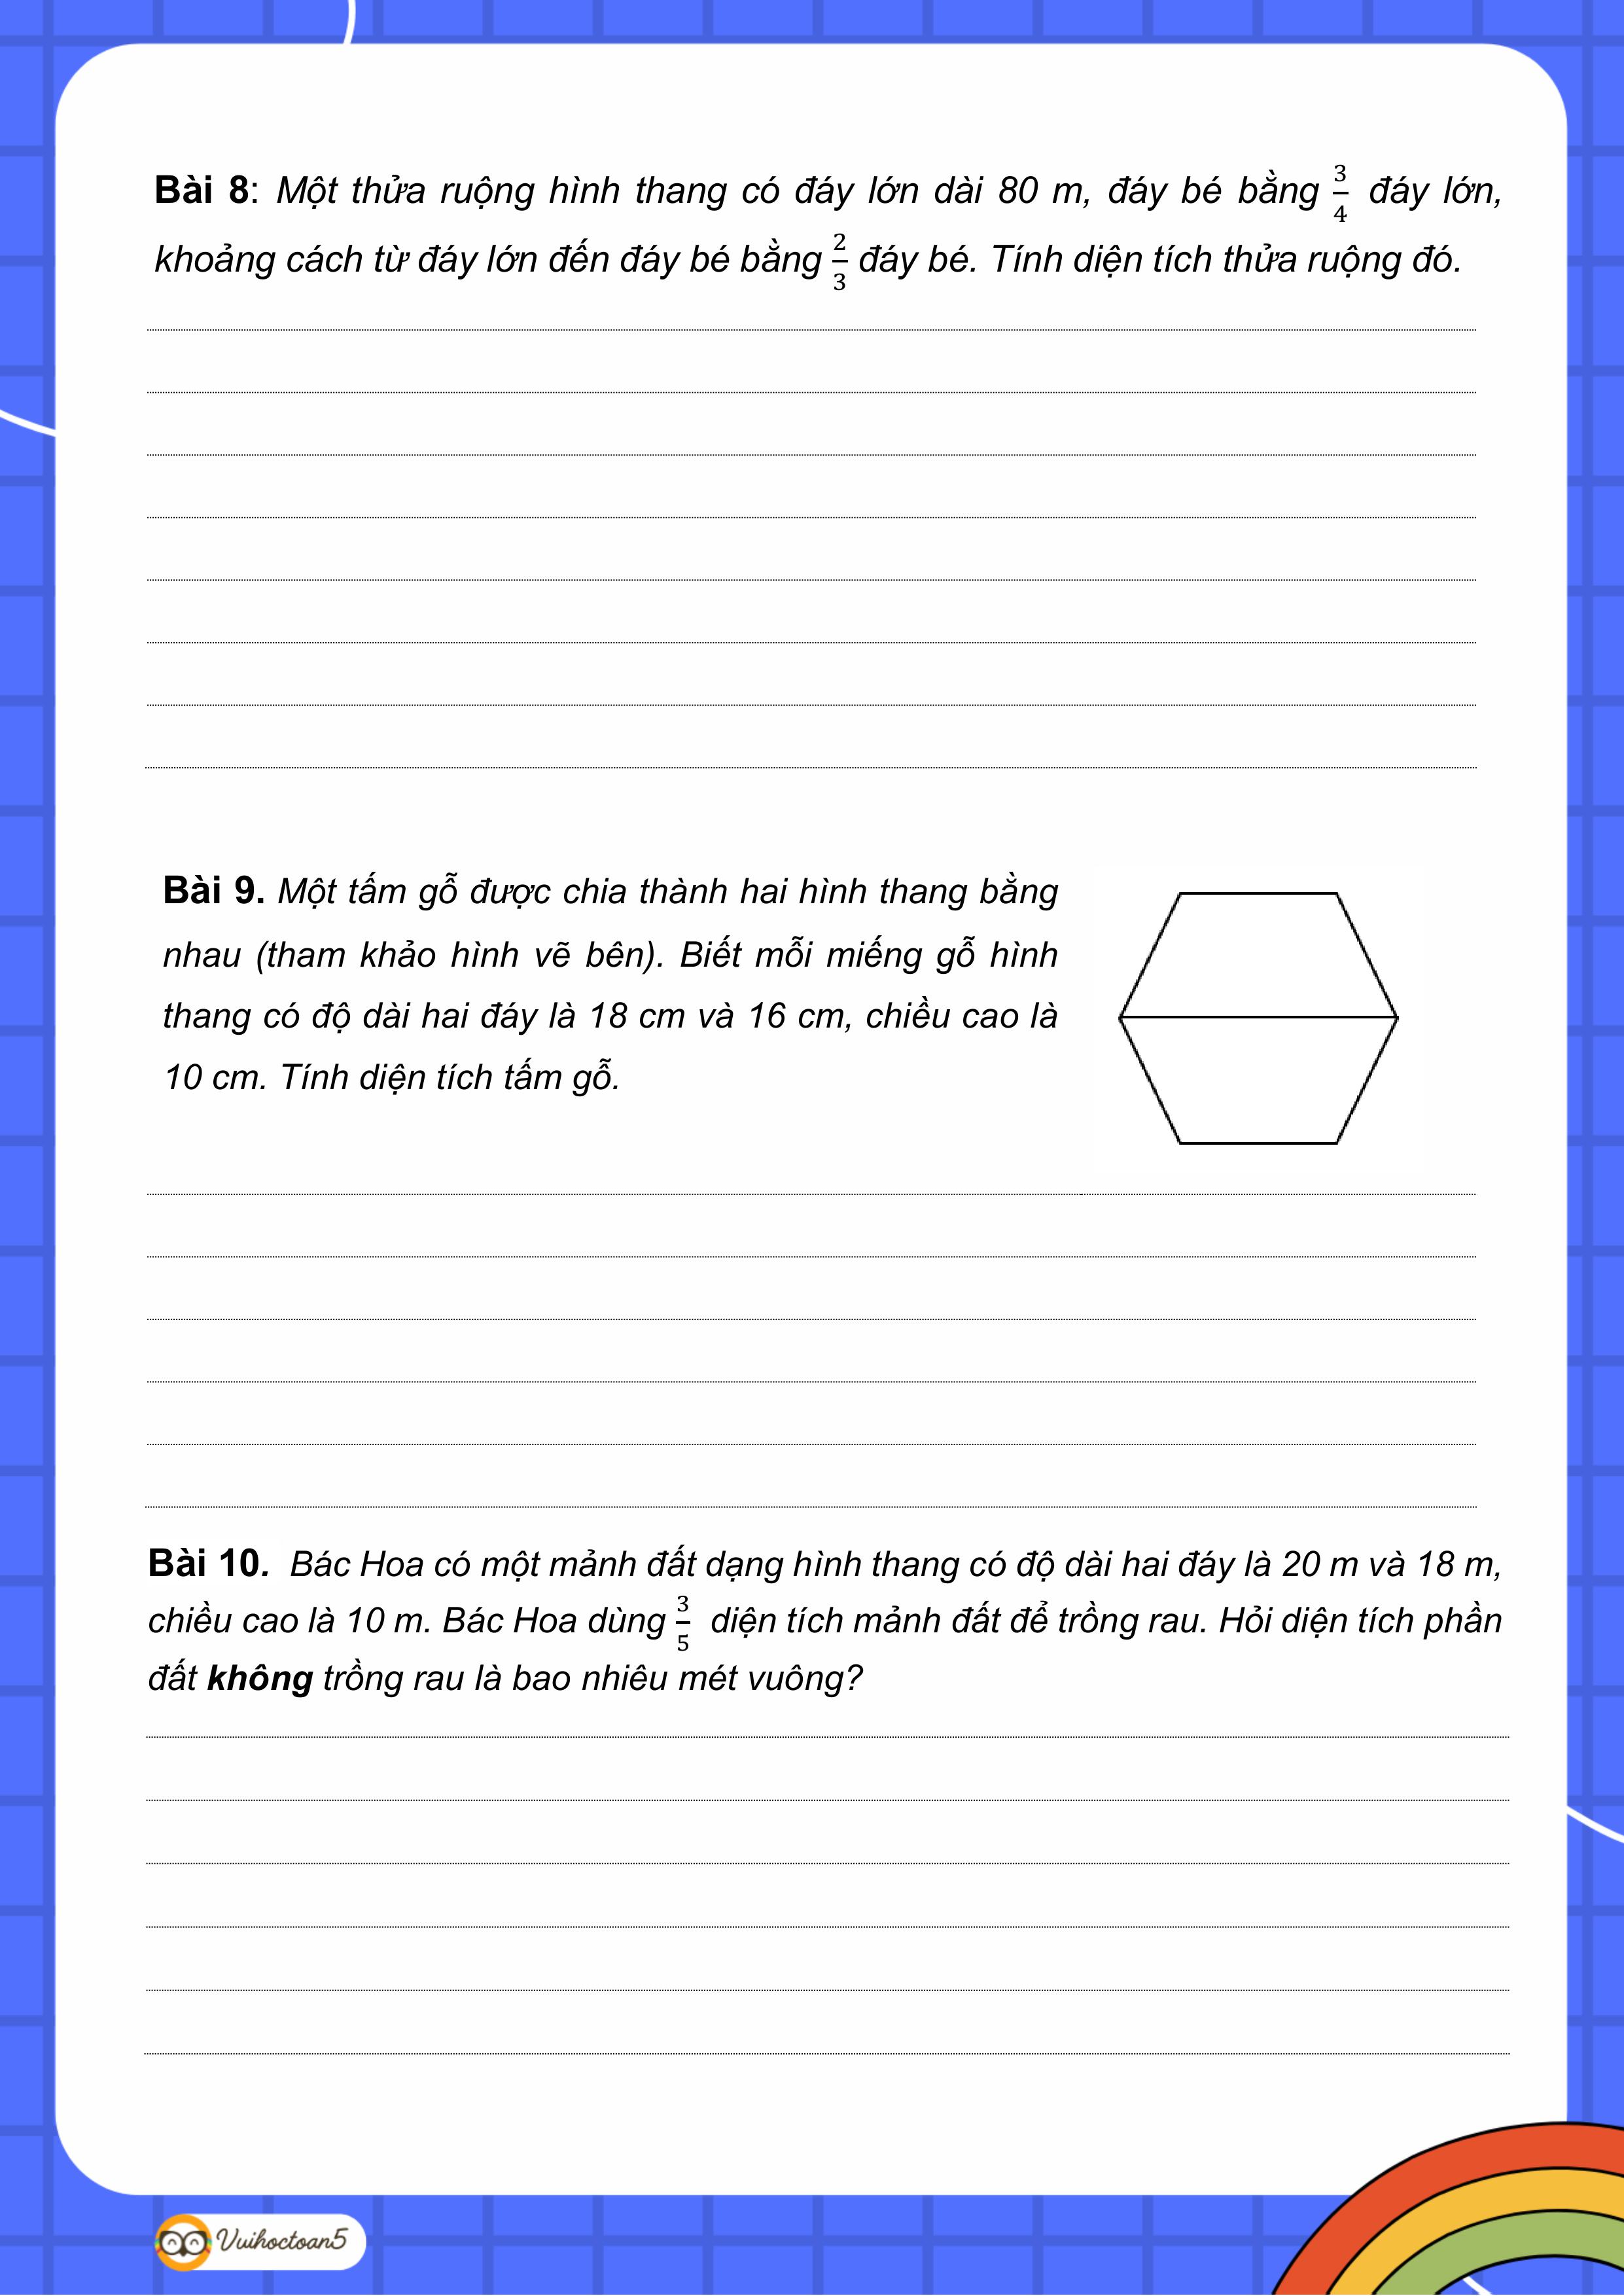 Bài 8: Một thửa ruộng hình thang có đáy lớn dài 80 m, đáy bé bằng 3/4 đáy lớn,
khoảng cách từ đáy lớn đến đáy bé bằng 2/3 đáy bé. Tính diện tích thửa ruộng đó.
Bài 9. Một tấm gỗ được chia thành hai hình thang bằng
nhau (tham khảo hình vẽ bên). Biết mỗi miếng gỗ hình
thang có độ dài hai đáy là 18 cm và 16 cm, chiều cao là
10 cm. Tính diện tích tấm gỗ.
Bài 10. Bác Hoa có một mảnh đất dạng hình thang có độ dài hai đáy là 20 m và 18 m,
chiều cao là 10 m. Bác Hoa dùng 3/5 diện tích mảnh đất để trồng rau. Hỏi diện tích phần
đất không trồng rau là bao nhiêu mét vuông?
Vuihoctoan5